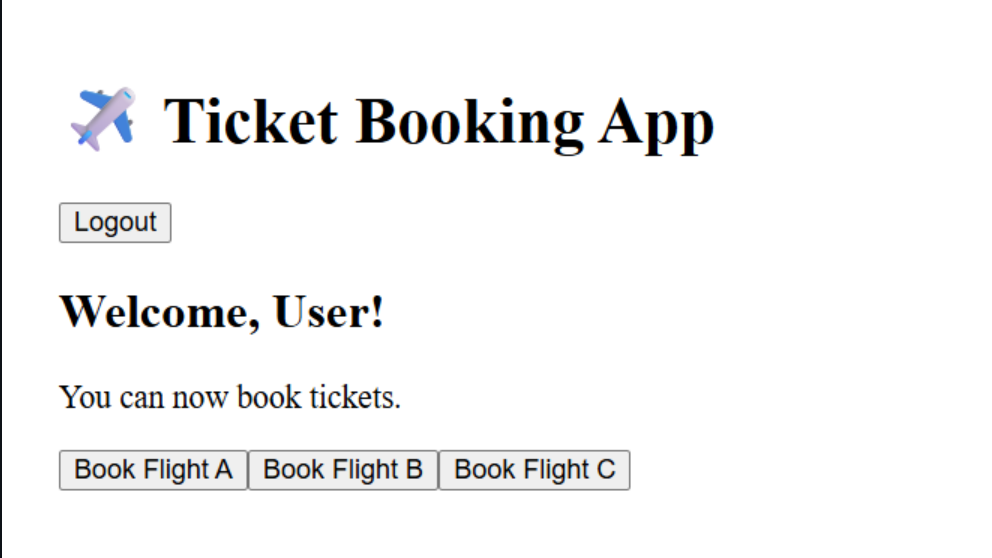 Ticket Booking App
Logout
Welcome, User!
You can now book tickets.
Book Flight A Book Flight B Book Flight C